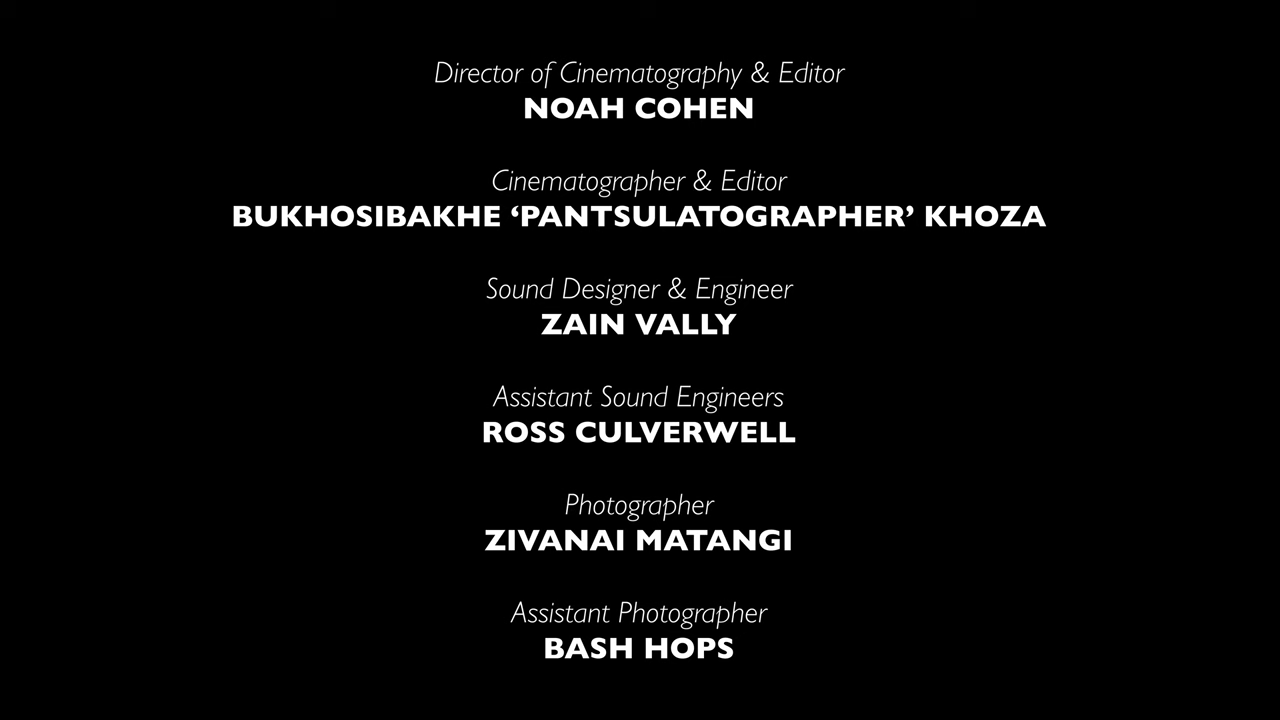 Director of Cinematography & Editor
NOAH COHEN
Cinematographer & Editor
BUKHOSIBAKHE ‘PANTSULATOGRAPHER’ KHOZA
Sound Designer & Engineer
ZAIN VALLY
Assistant Sound Engineers
ROSS CULVERWELL
Photographer
ZIVANAI MATANGI
Assistant Photographer
BASH HOPS